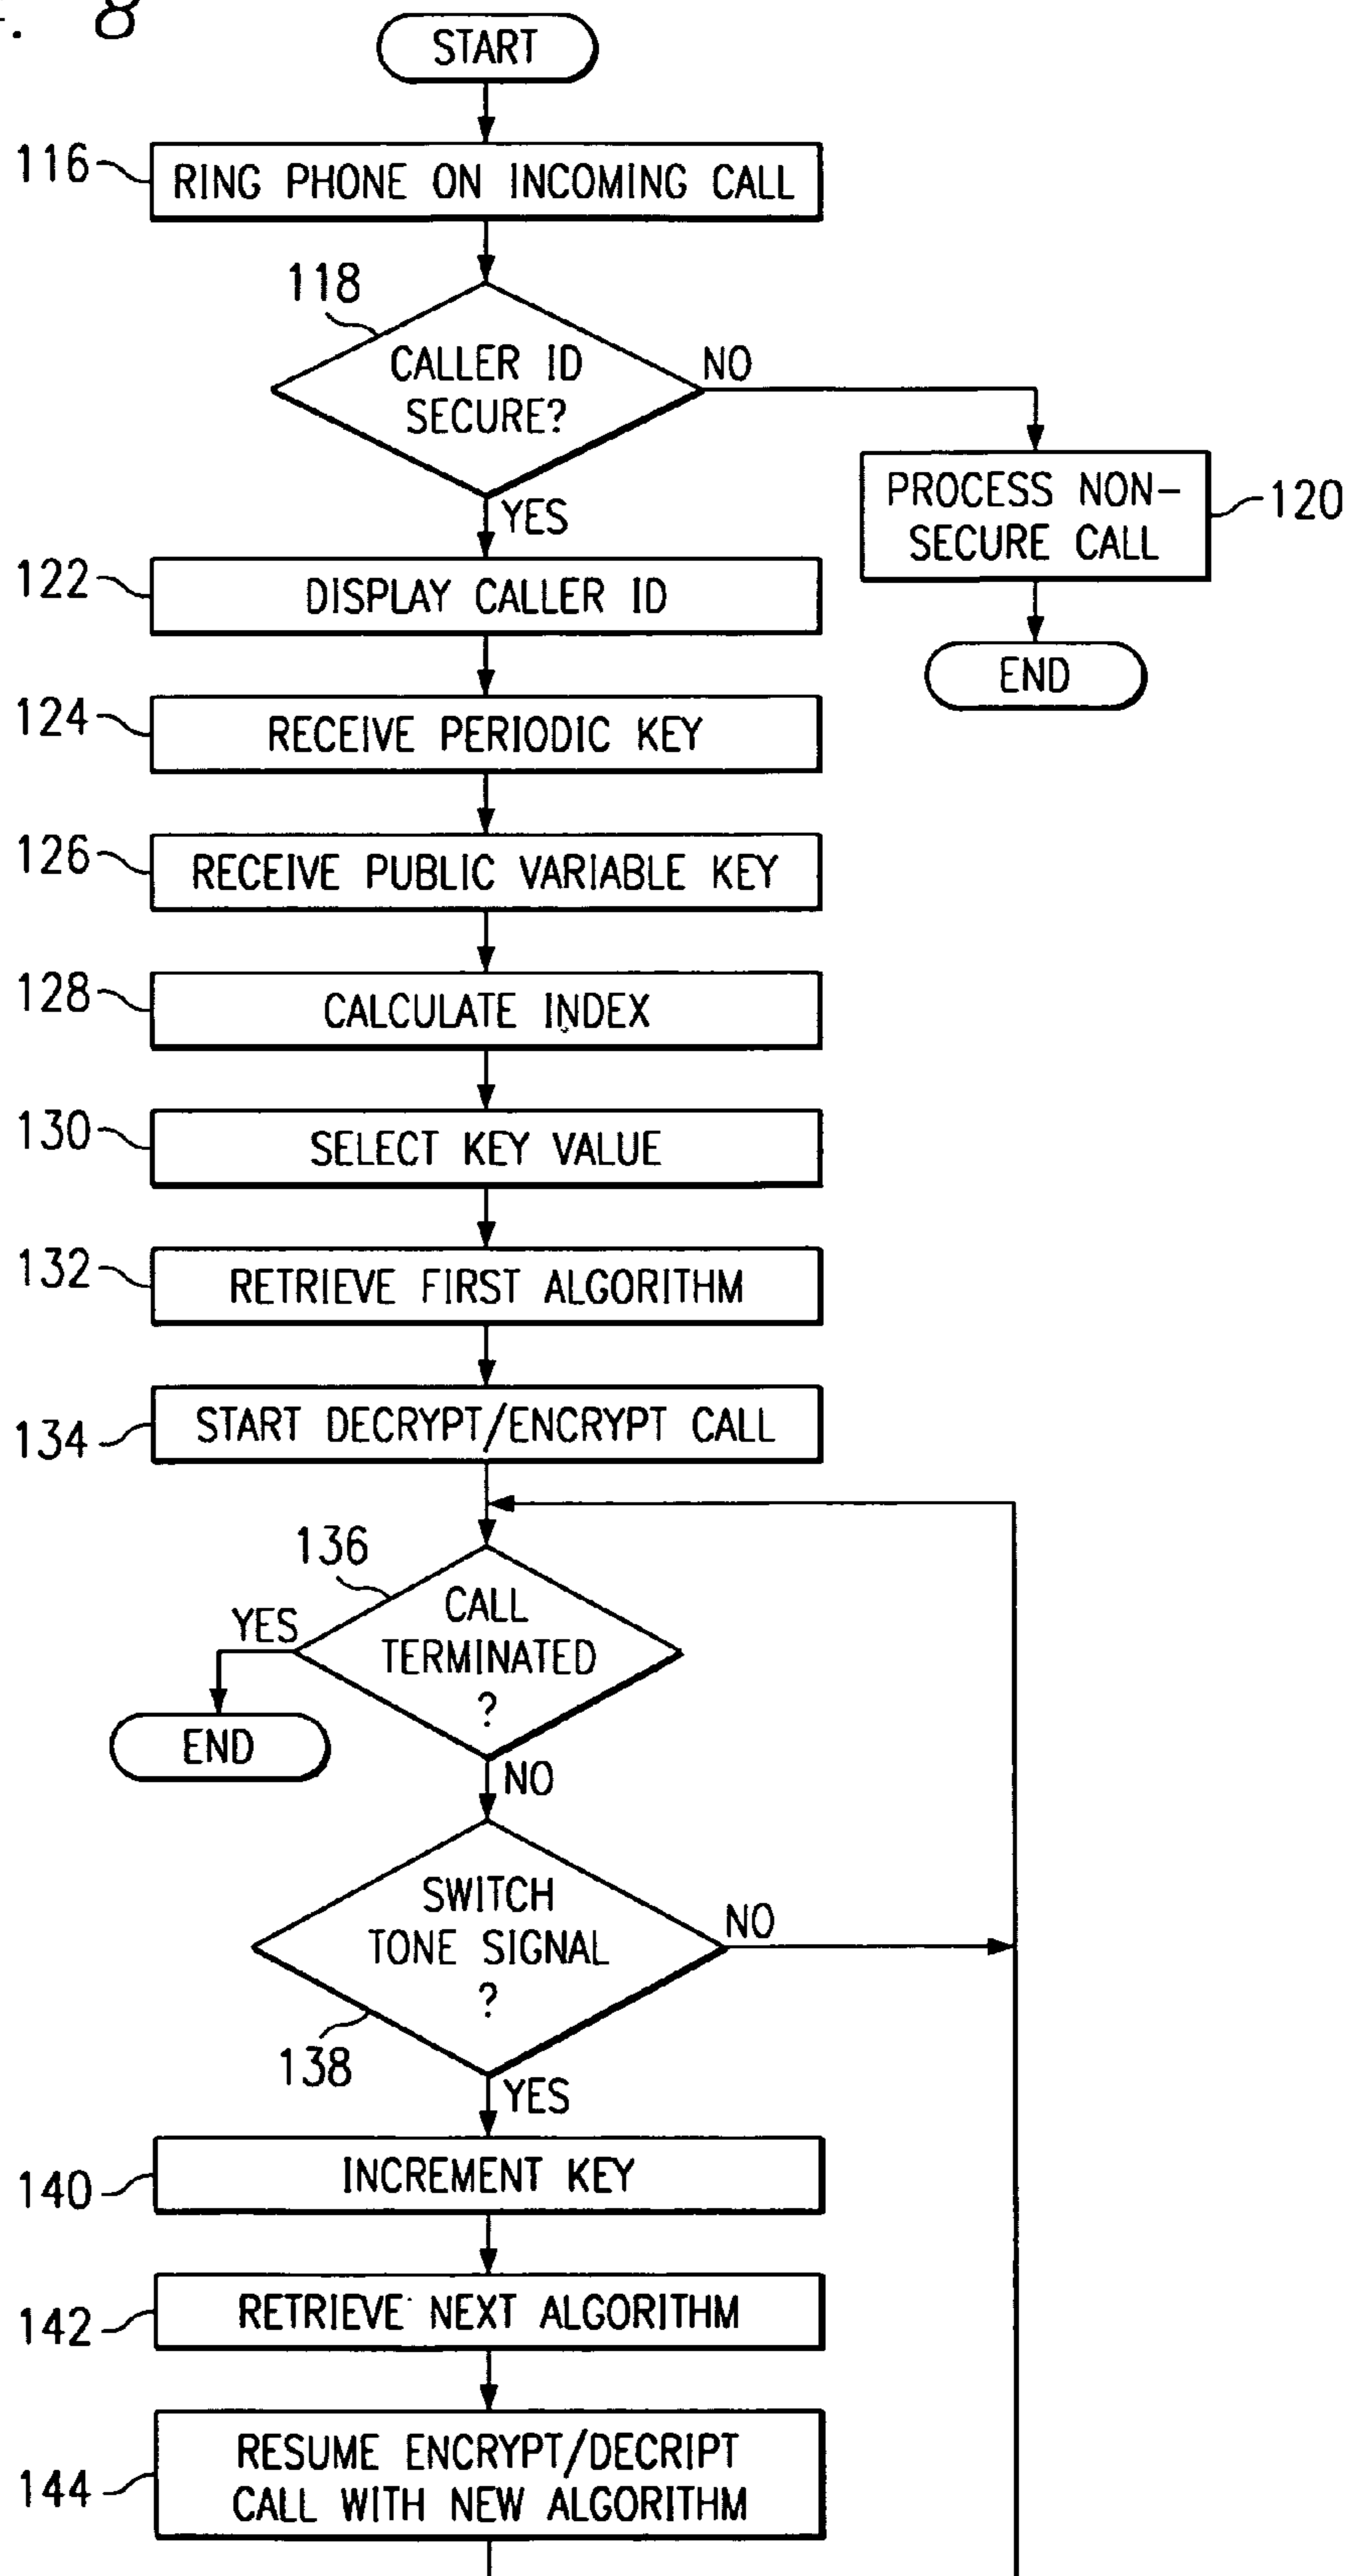 8
START
116
RING PHONE ON INCOMING CALL
118
CALLER ID
SECURE?
NO
PROCESS NON-
SECURE CALL
120
END
YES
122
DISPLAY CALLER ID
124
RECEIVE PERIODIC KEY
126
RECEIVE PUBLIC VARIABLE KEY
128
CALCULATE INDEX
130
SELECT KEY VALUE
132
RETRIEVE FIRST ALGORITHM
134
START DECRYPT/ENCRYPT CALL
136
CALL
TERMINATED
?
YES
END
NO
SWITCH
TONE SIGNAL
?
NO
138
YES
140
INCREMENT KEY
142
RETRIEVE NEXT ALGORITHM
144
RESUME ENCRYPT/DECRIPT
CALL WITH NEW ALGORITHM